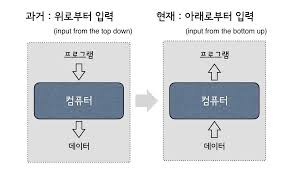 과거 : 위로부터 입력
(input from the top down)
프로그램
컴퓨터
데이터
현재 : 아래로부터 입력
(input from the bottom up)
프로그램
컴퓨터
데이터